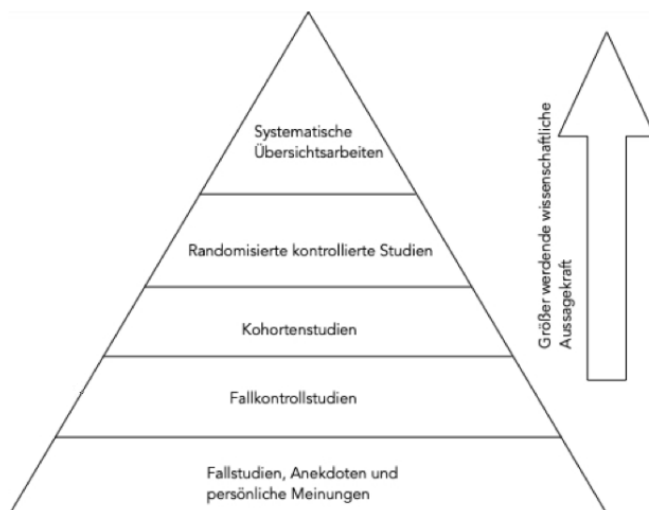 Systematische
Übersichtsarbeiten
Randomisierte kontrollierte Studien
Kohortenstudien
Fallkontrollstudien
Fallstudien, Anekdoten und
persönliche Meinungen
Größer werdende wissenschaftliche
Aussagekraft